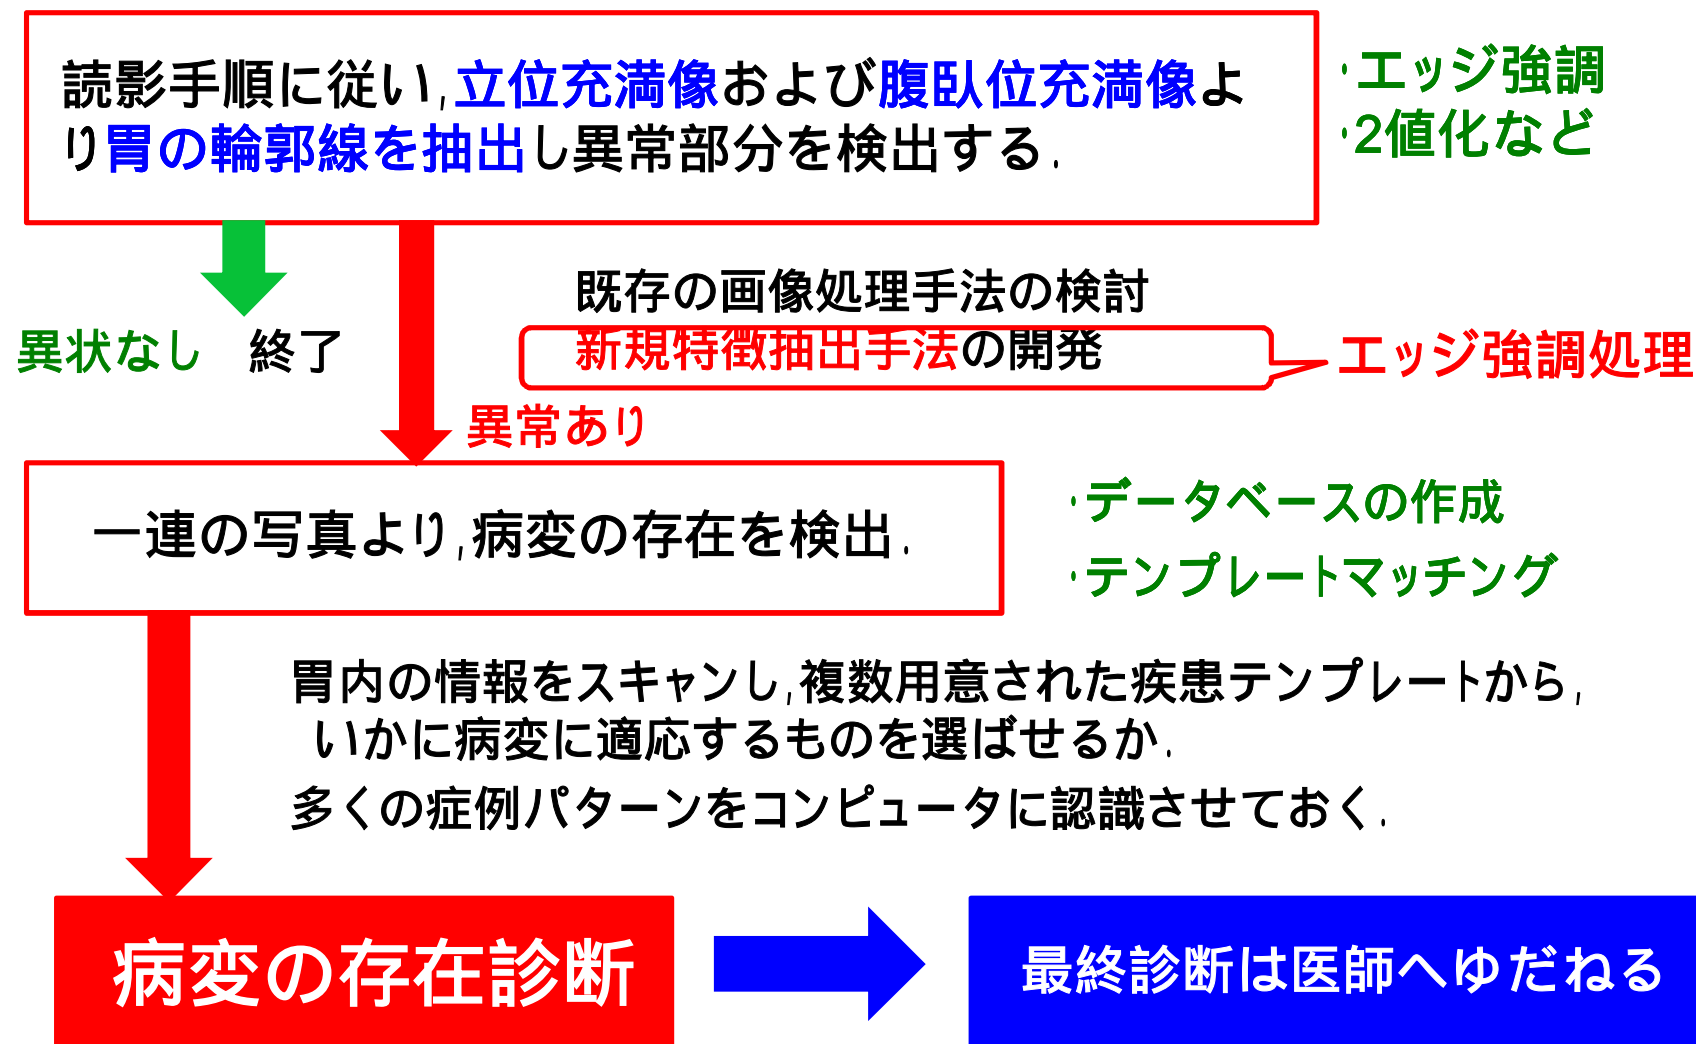 読影手順に従い,立位充満像および腹臥位充満像よ
り胃の輪郭線を抽出し異常部分を検出する.
・エッジ強調
・2値化など
既存の画像処理手法の検討
新規特徴抽出手法の開発
エッジ強調処理
異状なし 終了
異常あり
一連の写真より,病変の存在を検出.
・データベースの作成
・テンプレートマッチング
胃内の情報をスキャンし,複数用意された疾患テンプレートから,
いかに病変に適応するものを選ばせるか.
多くの症例パターンをコンピュータに認識させておく.
病変の存在診断
最終診断は医師へゆだねる